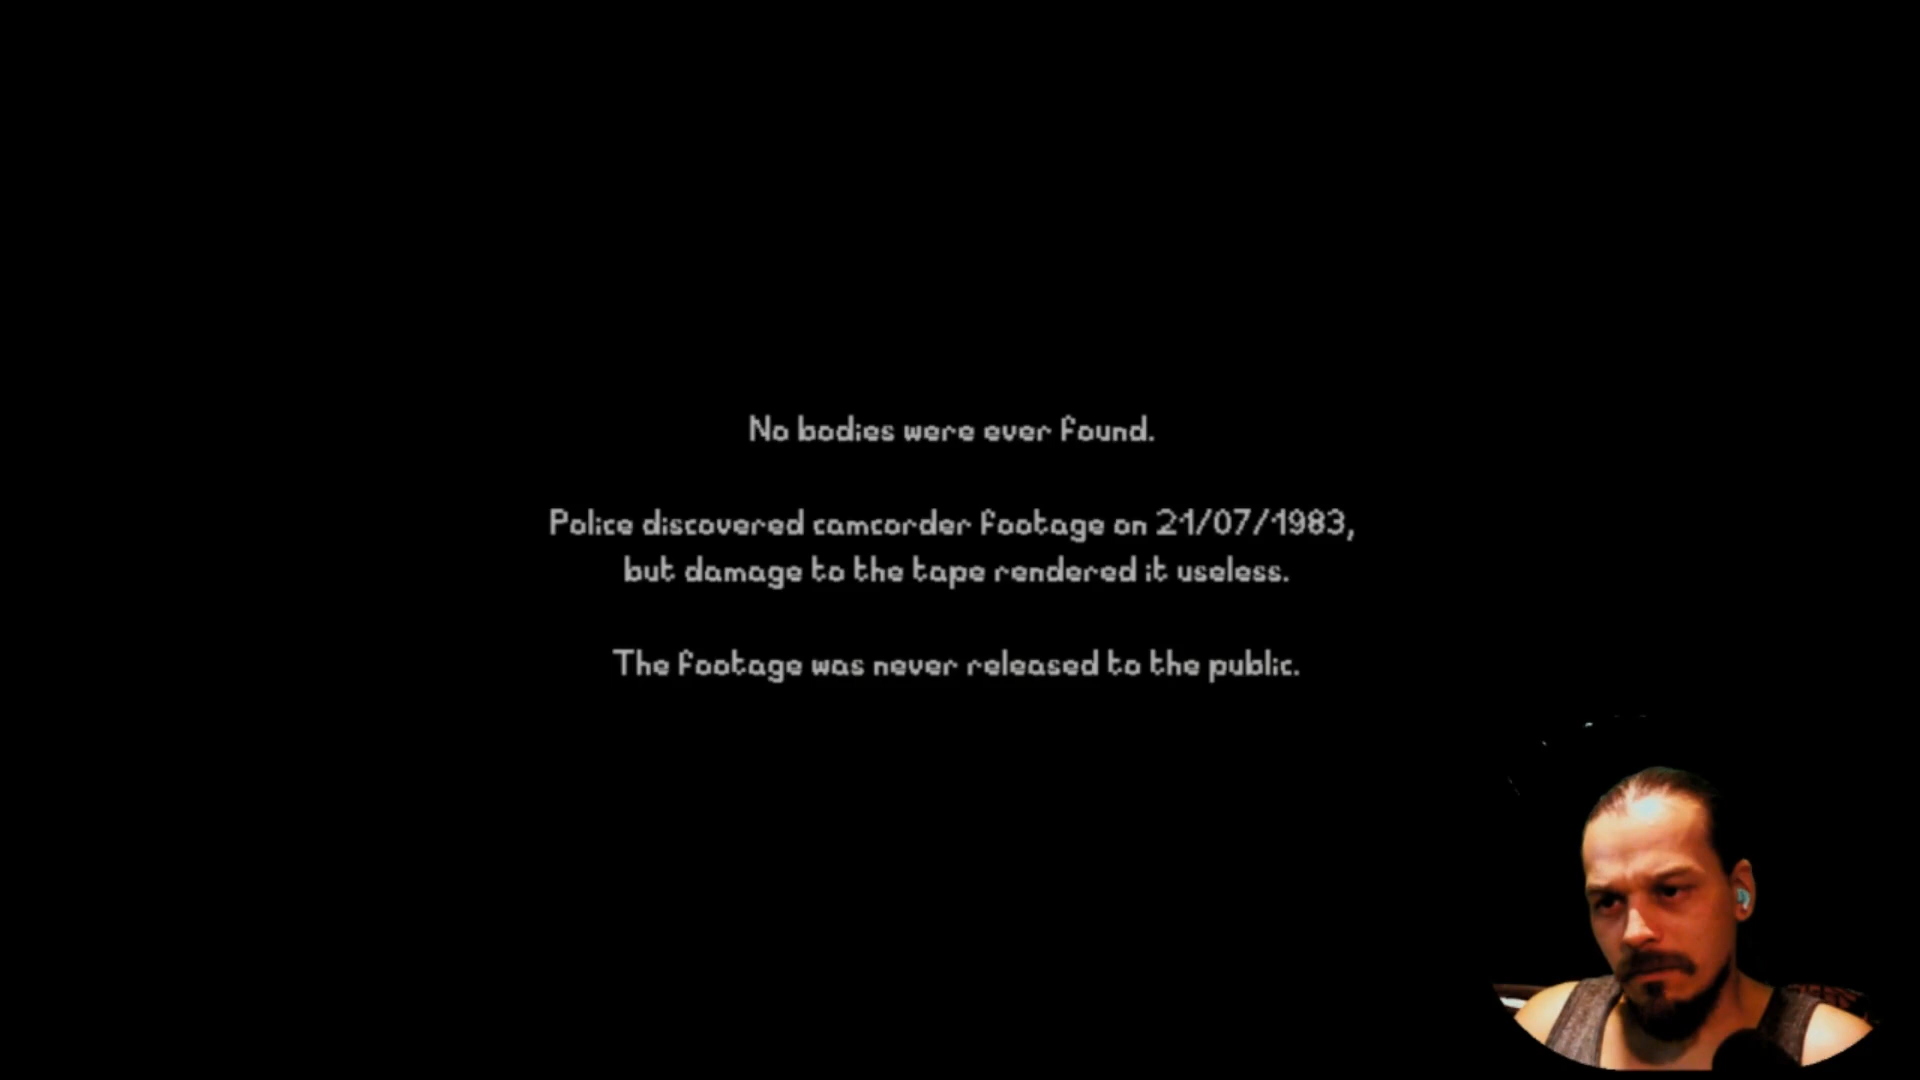 No bodies were ever found.
Police discovered camcorder footage on 21/07/1983,
but damage to the tape rendered it useless.
The footage was never released to the public.